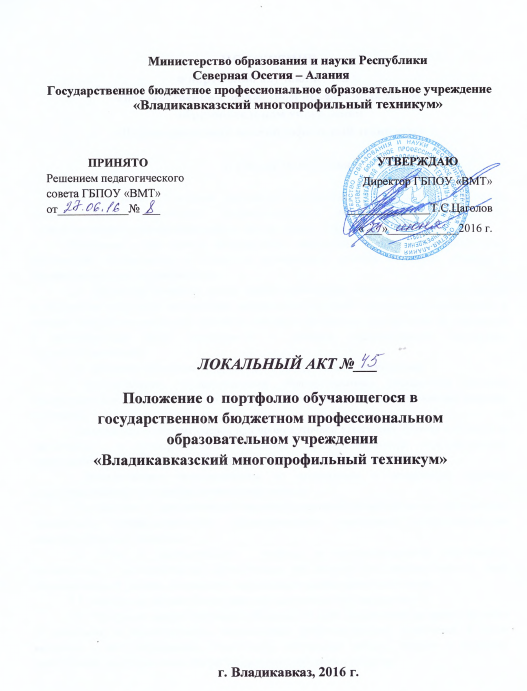 Министерство образования и науки Республики
Северная Осетия – Алания
Государственное бюджетное профессиональное образовательное учреждение
«Владикавказский многопрофильный техникум»
ПРИНЯТО
Решением педагогического
совета ГБПОУ «ВМТ»
от 27.06.16 № 8
УТВЕРЖДАЮ
Директор ГБПОУ «ВМТ»
Т.С.Цаголов
« » июня 2016 г.
ЛОКАЛЬНЫЙ АКТ № 45
Положение о портфолио обучающегося в
государственном бюджетном профессиональном
образовательном учреждении
«Владикавказский многопрофильный техникум»
г. Владикавказ, 2016 г.